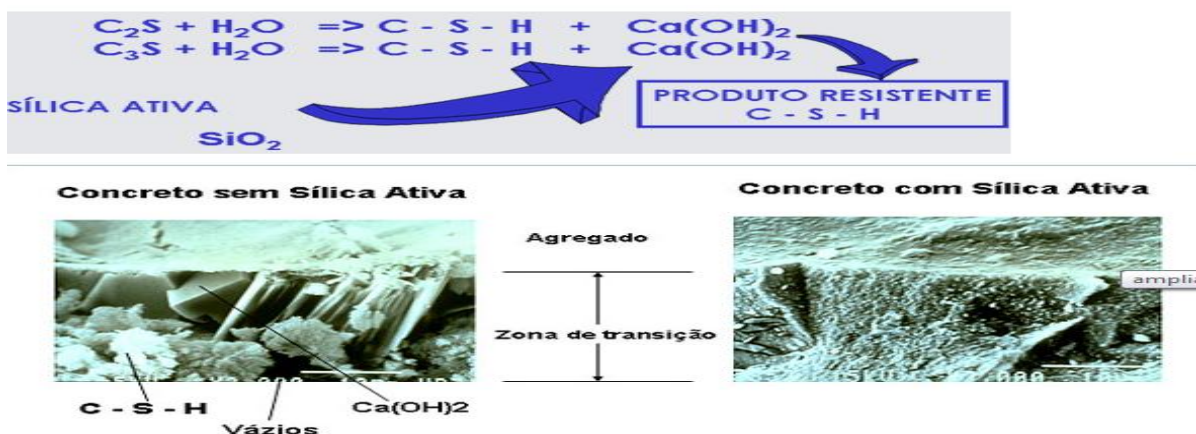 C₂S + H₂O => C - S - H + Ca(OH)₂
C₃S + H₂O => C - S - H + Ca(OH)₂
SÍLICA ATIVA
SiO₂
PRODUTO RESISTENTE
C - S - H
Concreto sem Sílica Ativa
Concreto com Sílica Ativa
Agregado
Zona de transição
amplia
C - S - H
Ca(OH)2
Vázios